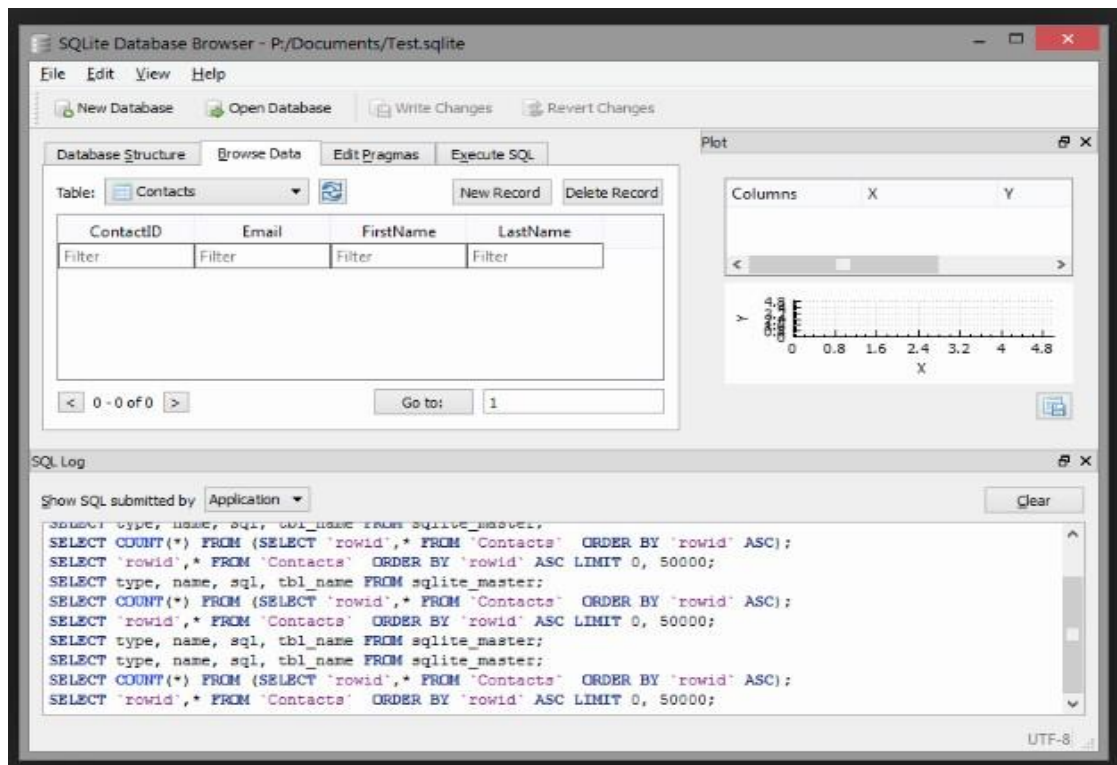 SQLite Database Browser - P:/Documents/Test.sqlite
File Edit View Help
New Database Open Database Write Changes Revert Changes
Database Structure Browse Data Edit Pragmas Execute SQL
Table: Contacts New Record Delete Record
ContactID Email FirstName LastName
Filter Filter Filter Filter
0 - 0 of 0
< > Go to: 1
Plot
Columns X Y
< >
Y
0 0.8 1.6 2.4 3.2 4 4.8
X
SQL Log
Show SQL submitted by Application Clear
SELECT type, name, sql, tbl_name FROM sqlite_master;
SELECT COUNT(*) FROM (SELECT `rowid`,* FROM `Contacts` ORDER BY `rowid` ASC);
SELECT `rowid`,* FROM `Contacts` ORDER BY `rowid` ASC LIMIT 0, 50000;
SELECT type, name, sql, tbl_name FROM sqlite_master;
SELECT COUNT(*) FROM (SELECT `rowid`,* FROM `Contacts` ORDER BY `rowid` ASC);
SELECT `rowid`,* FROM `Contacts` ORDER BY `rowid` ASC LIMIT 0, 50000;
SELECT type, name, sql, tbl_name FROM sqlite_master;
SELECT type, name, sql, tbl_name FROM sqlite_master;
SELECT COUNT(*) FROM (SELECT `rowid`,* FROM `Contacts` ORDER BY `rowid` ASC);
SELECT `rowid`,* FROM `Contacts` ORDER BY `rowid` ASC LIMIT 0, 50000;
UTF-8